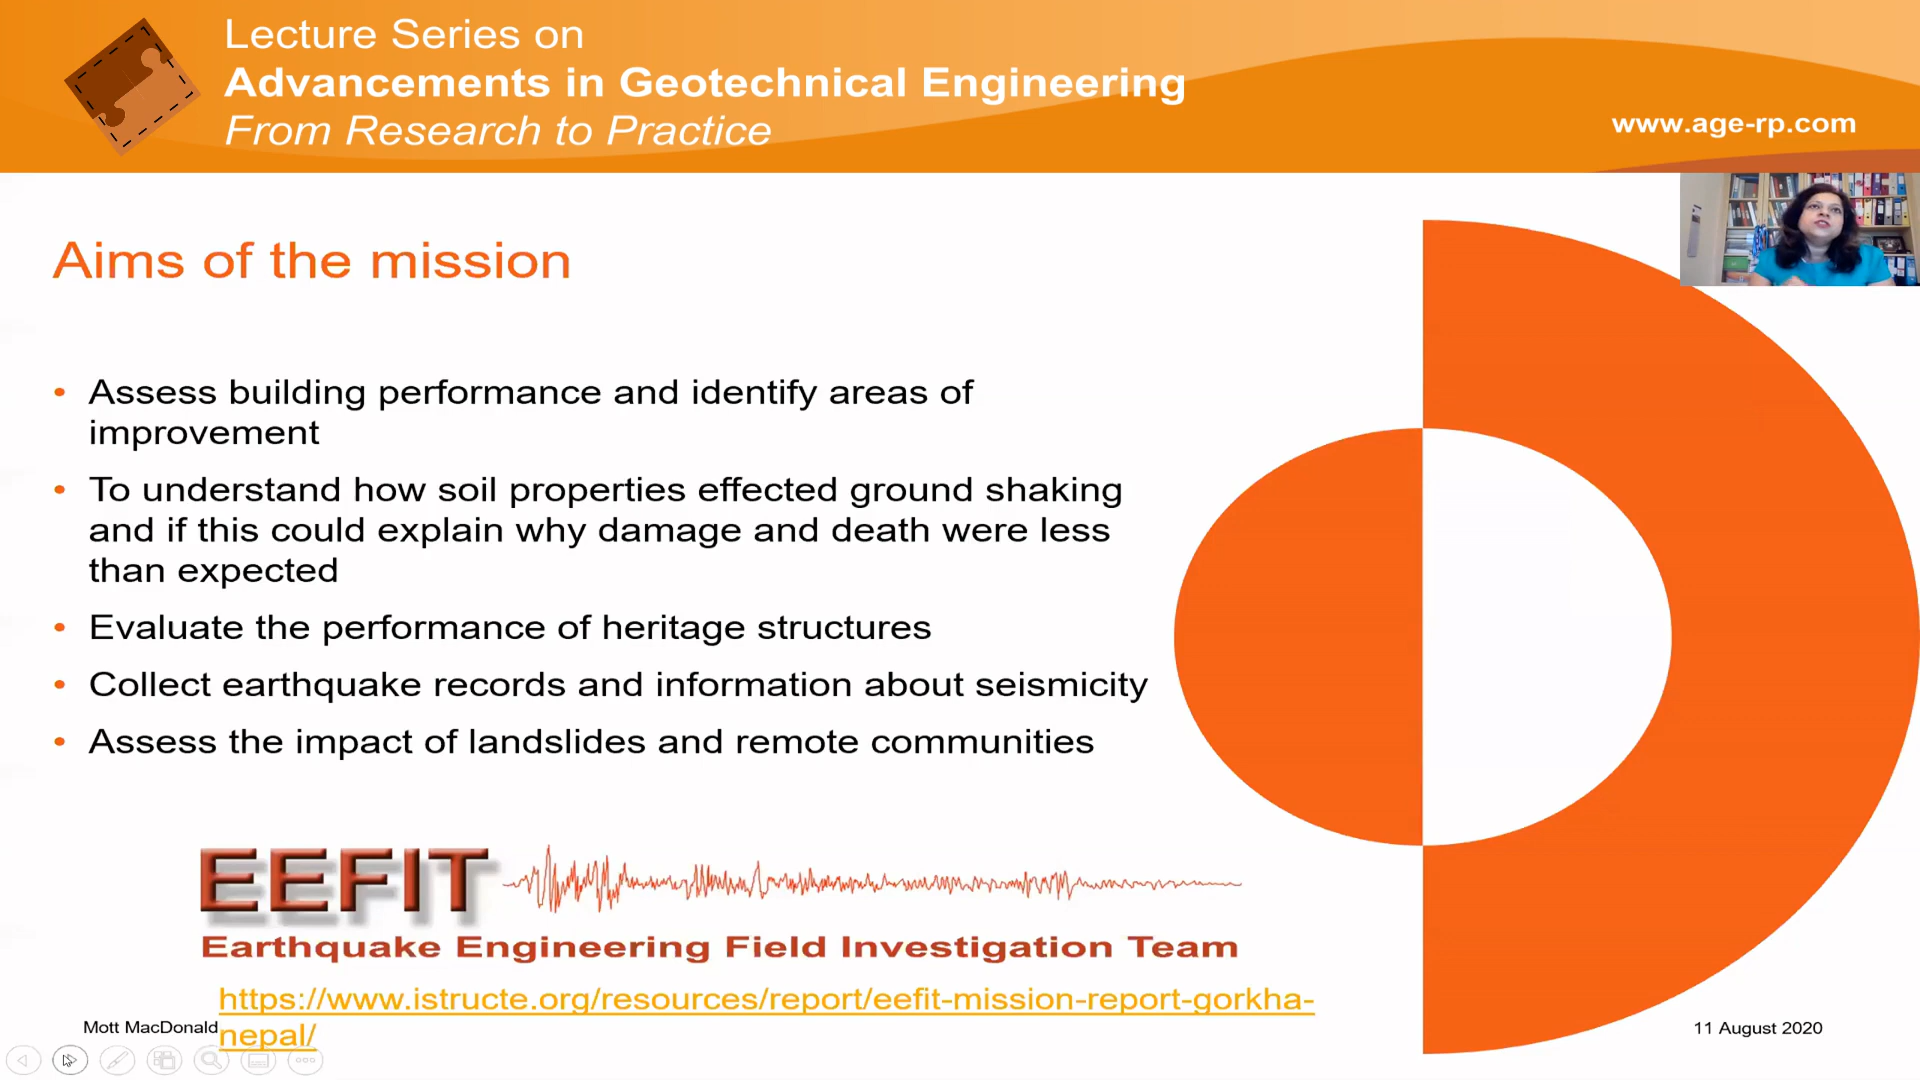 Lecture Series on
Advancements in Geotechnical Engineering
From Research to Practice
www.age-rp.com
Aims of the mission
• Assess building performance and identify areas of
improvement
• To understand how soil properties effected ground shaking
and if this could explain why damage and death were less
than expected
• Evaluate the performance of heritage structures
• Collect earthquake records and information about seismicity
• Assess the impact of landslides and remote communities
EEFIT
Earthquake Engineering Field Investigation Team
https://www.istructe.org/resources/report/eefit-mission-report-gorkha-
nepal/
Mott MacDonald
11 August 2020